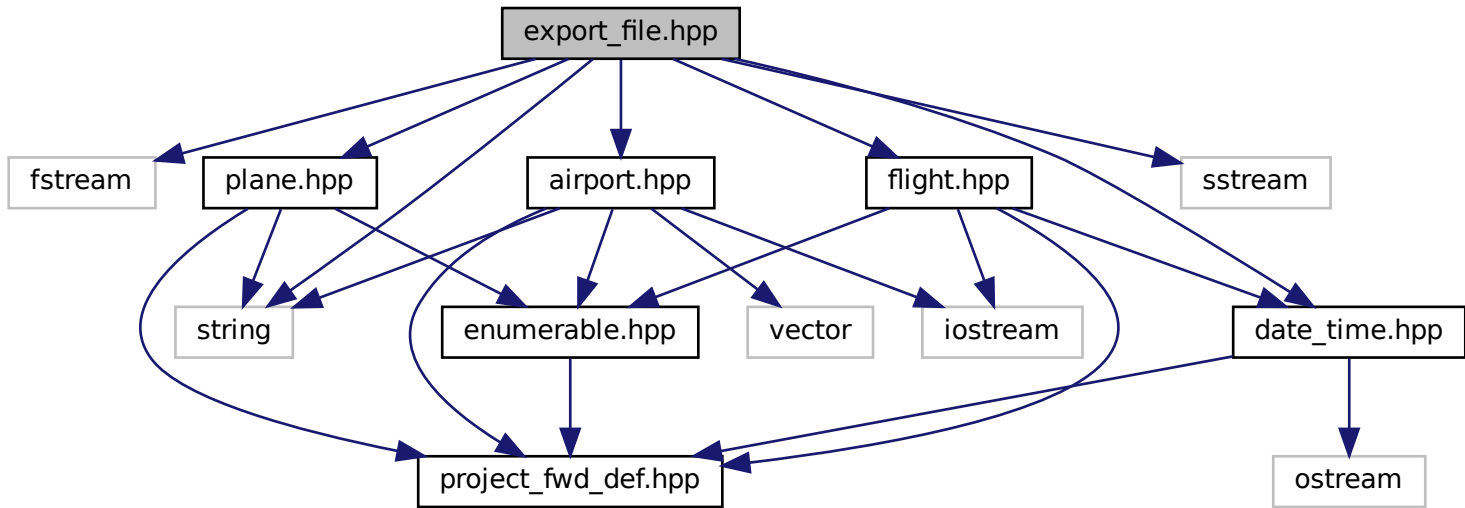 export_file.hpp
fstream
plane.hpp
airport.hpp
flight.hpp
sstream
string
enumerable.hpp
vector
iostream
date_time.hpp
project_fwd_def.hpp
ostream